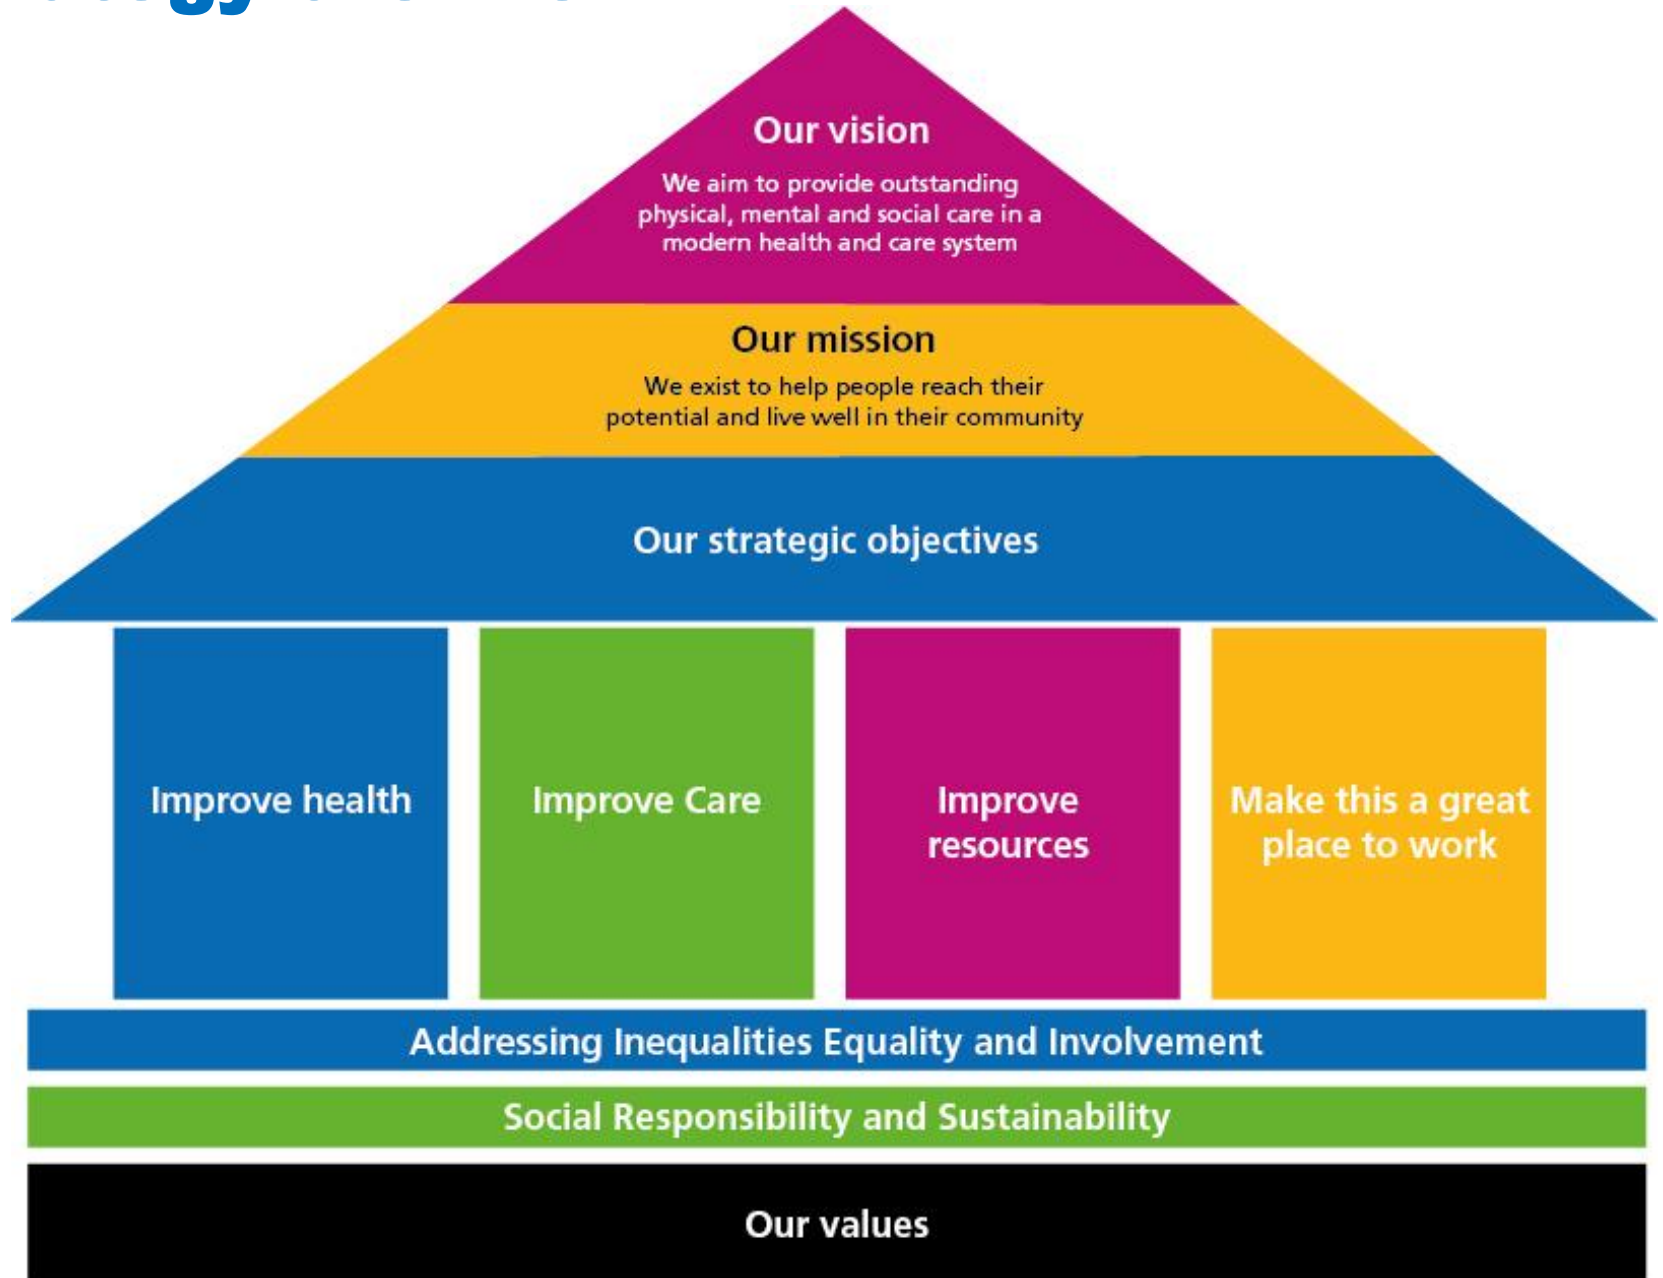 Our vision
We aim to provide outstanding
physical, mental and social care in a
modern health and care system
Our mission
We exist to help people reach their
potential and live well in their community
Our strategic objectives
Improve health
Improve Care
Improve
resources
Make this a great
place to work
Addressing Inequalities Equality and Involvement
Social Responsibility and Sustainability
Our values